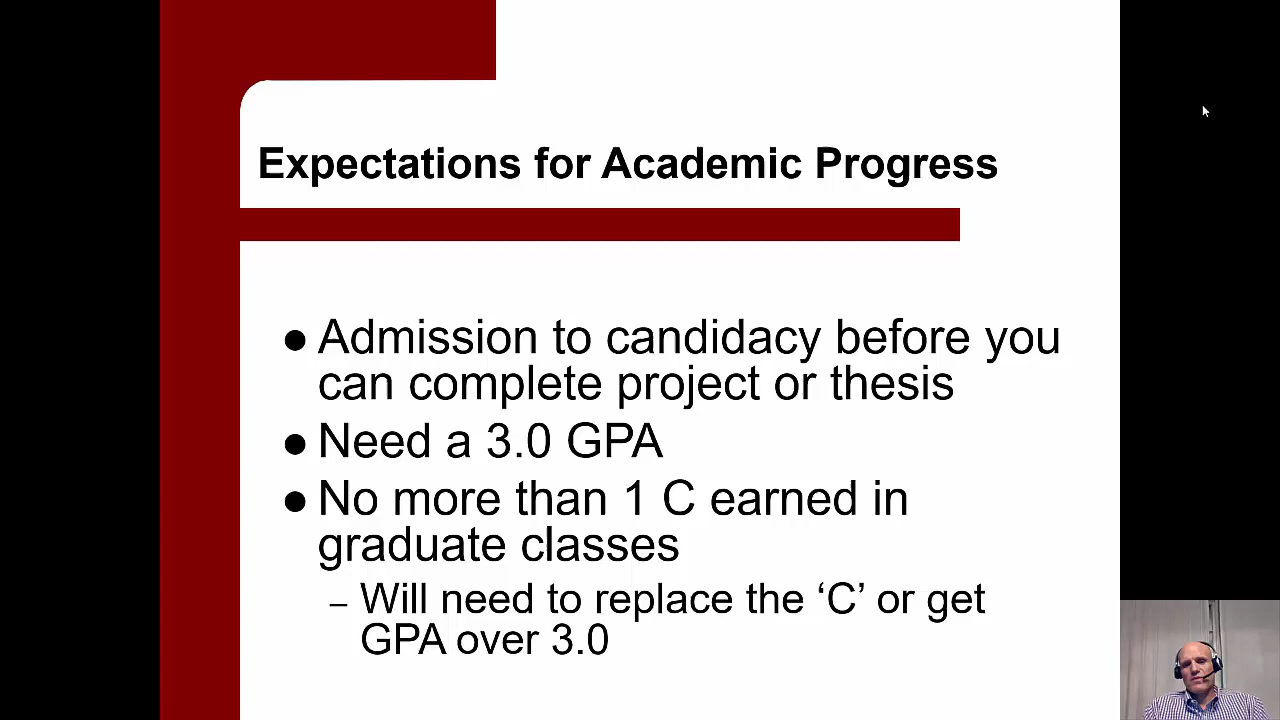 Expectations for Academic Progress
● Admission to candidacy before you
can complete project or thesis
● Need a 3.0 GPA
● No more than 1 C earned in
graduate classes
– Will need to replace the ‘C’ or get
GPA over 3.0